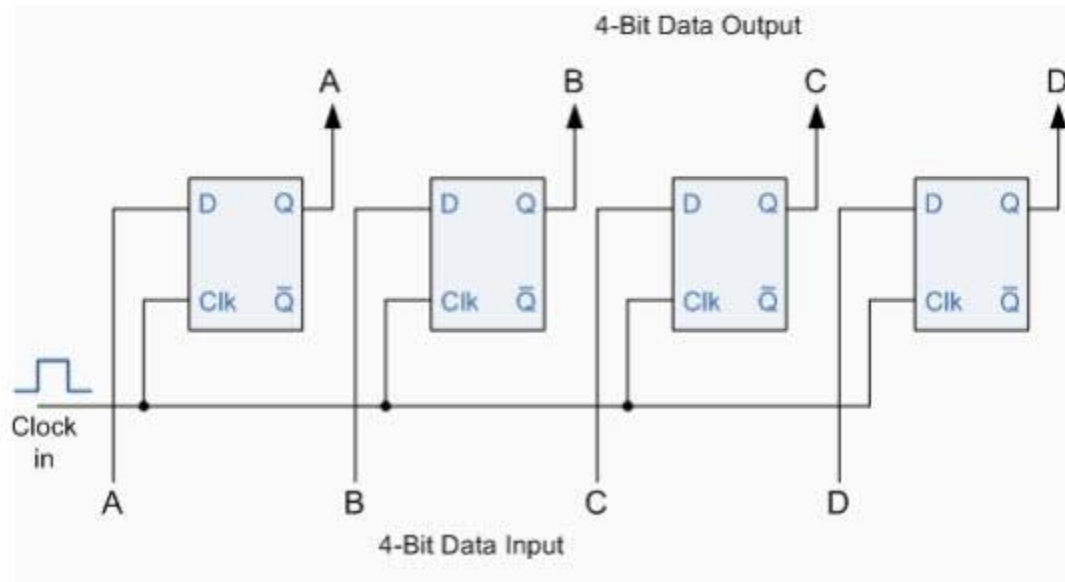 4-Bit Data Output
A B C D
D Q D Q D Q D Q
Clk Q̅ Clk Q̅ Clk Q̅ Clk Q̅
Clock
in
A B C D
4-Bit Data Input